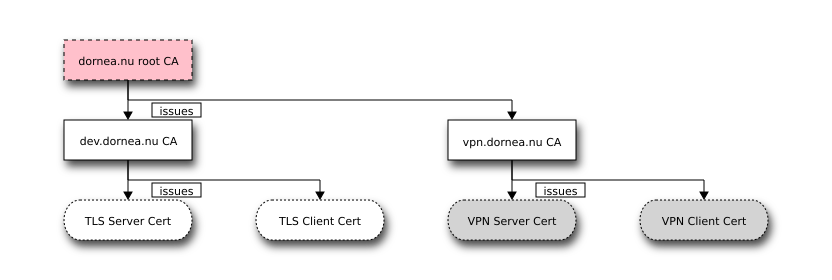 dornea.nu root CA
issues
dev.dornea.nu CA
vpn.dornea.nu CA
issues
issues
TLS Server Cert
TLS Client Cert
VPN Server Cert
VPN Client Cert